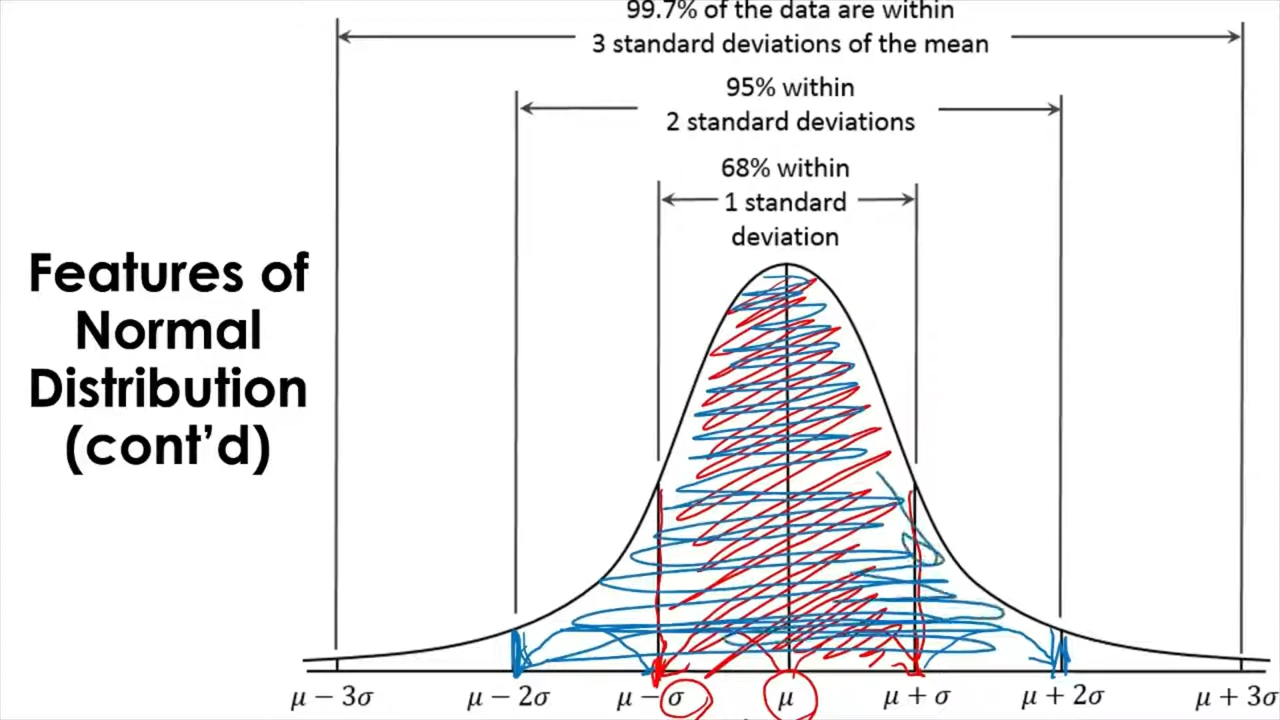 99.7% of the data are within
3 standard deviations of the mean
95% within
2 standard deviations
68% within
1 standard
deviation
Features of
Normal
Distribution
(cont'd)
μ − 3σ μ − 2σ μ − σ μ μ + σ μ + 2σ μ + 3σ